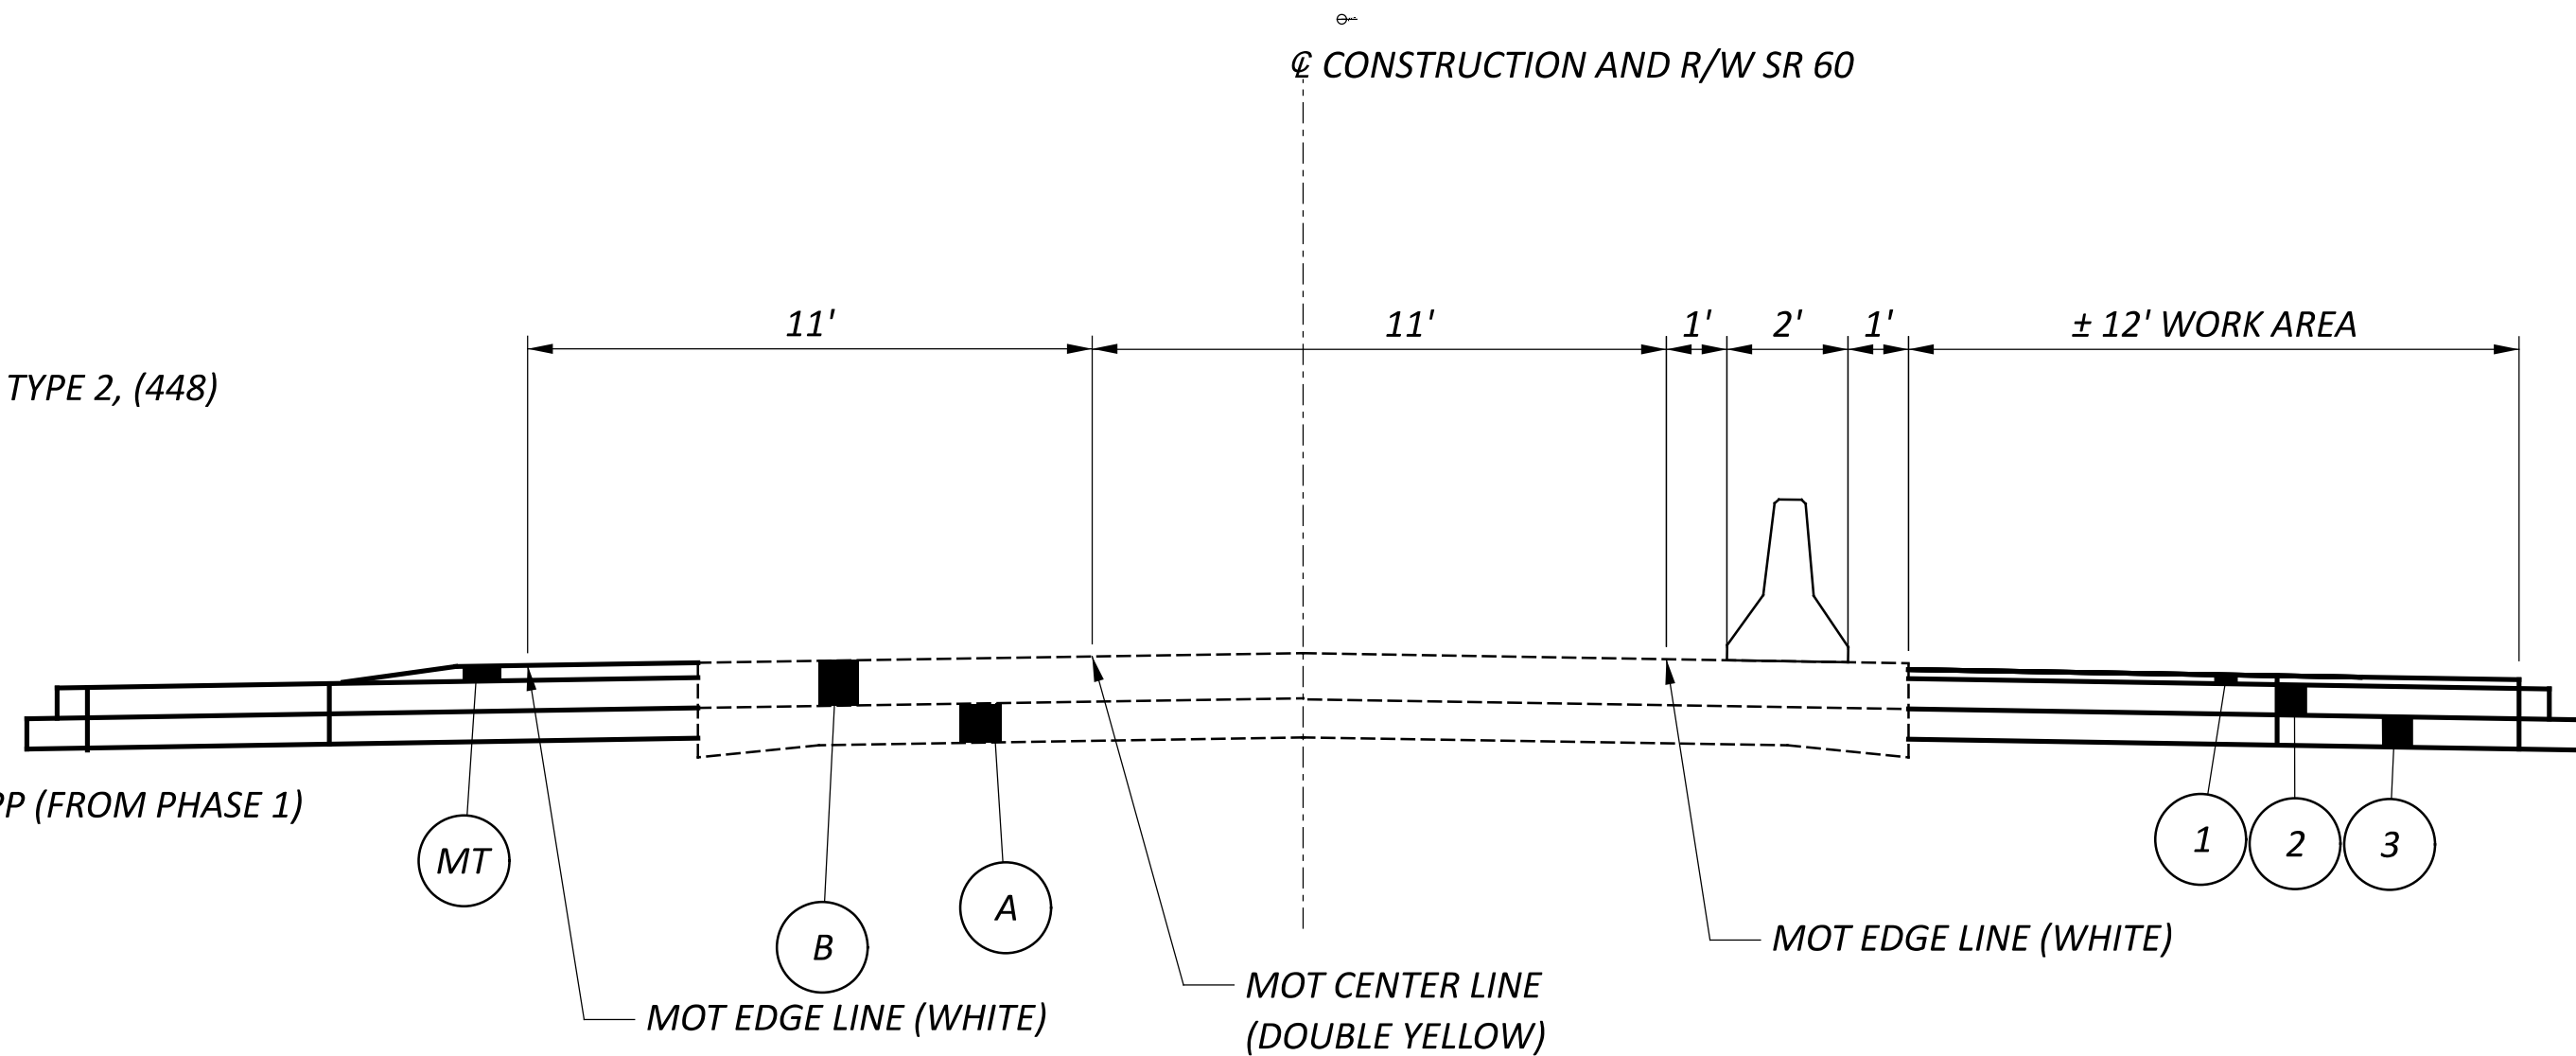 ℄ CONSTRUCTION AND R/W SR 60
11'
11'
1'
2'
1'
± 12' WORK AREA
TYPE 2, (448)
PP (FROM PHASE 1)
MT
B
A
1
2
3
MOT EDGE LINE (WHITE)
MOT EDGE LINE (WHITE)
MOT CENTER LINE
(DOUBLE YELLOW)